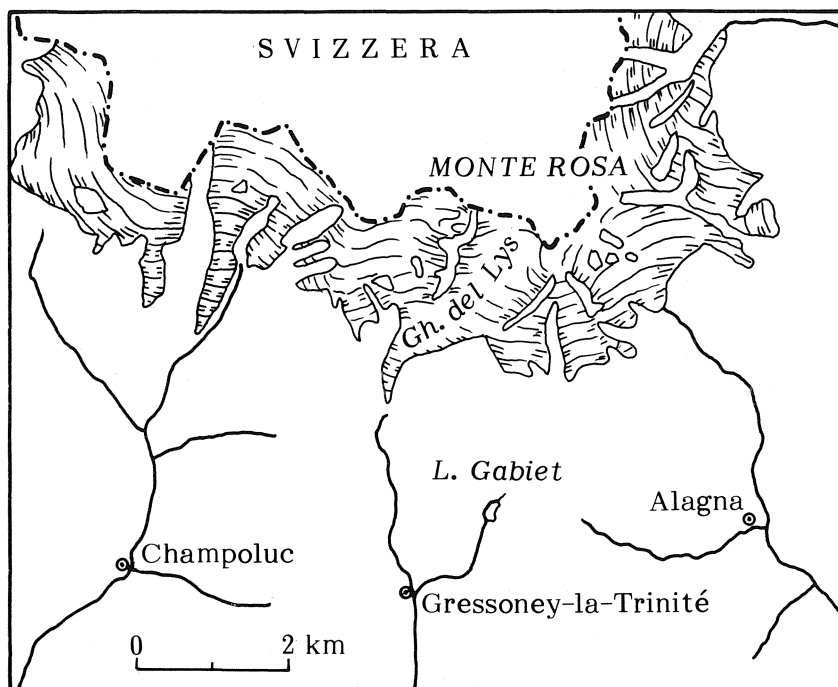 SVIZZERA
MONTE ROSA
Gh. del Lys
L. Gabiet
Alagna
Champoluc
Gressoney-la-Trinité
0 2 km